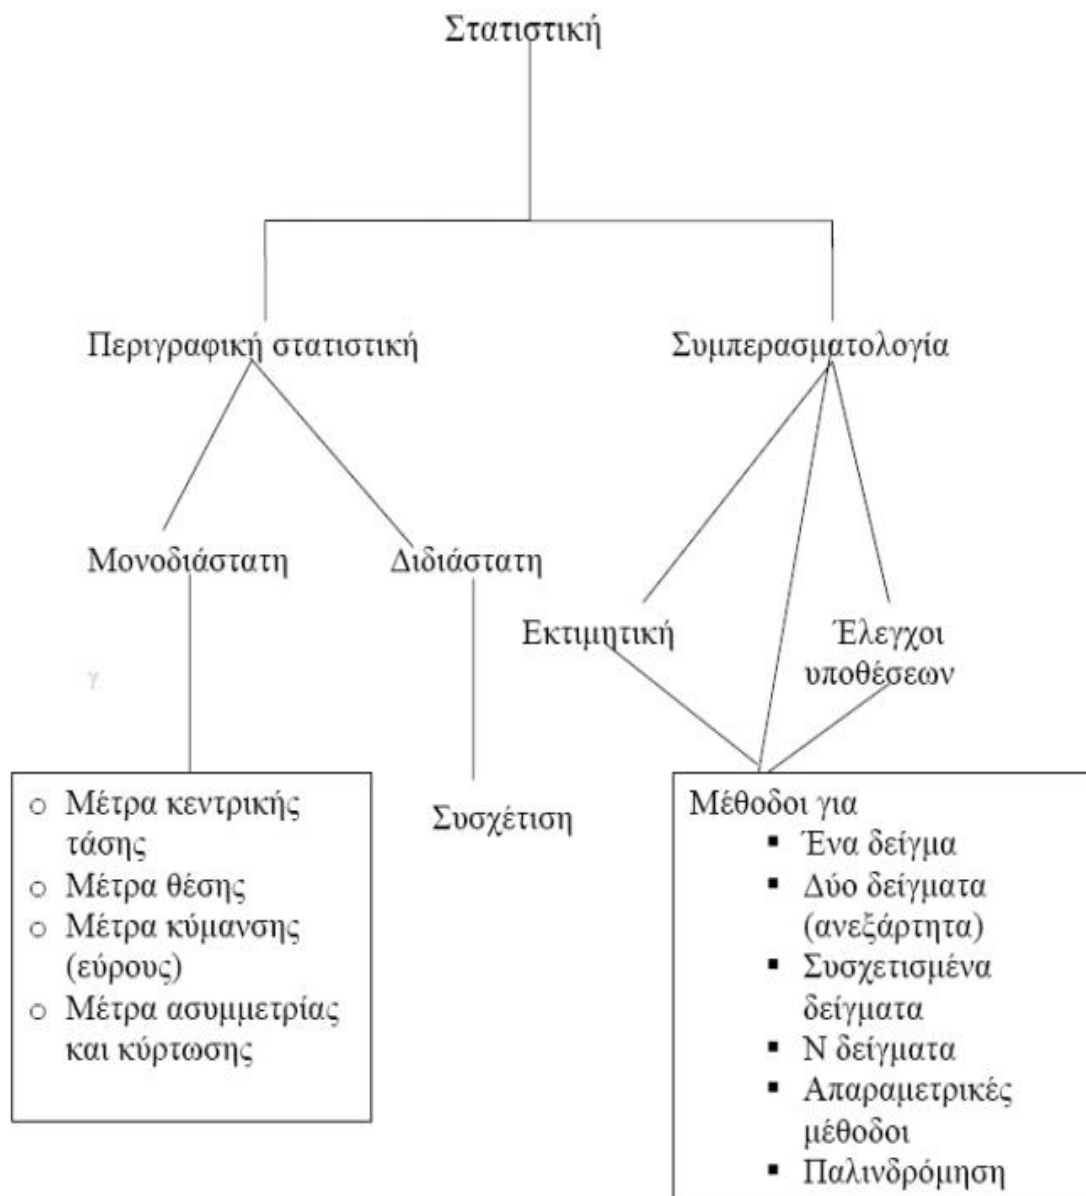 Στατιστική
Περιγραφική στατιστική
Συμπερασματολογία
Μονοδιάστατη
Διδιάστατη
Εκτιμητική
Έλεγχοι
υποθέσεων
γ
Μέτρα κεντρικής
τάσης
Μέτρα θέσης
Μέτρα κύμανσης
(εύρους)
Μέτρα ασυμμετρίας
και κύρτωσης
Συσχέτιση
Μέθοδοι για
Ένα δείγμα
Δύο δείγματα
(ανεξάρτητα)
Συσχετισμένα
δείγματα
Ν δείγματα
Απαραμετρικές
μέθοδοι
Παλινδρόμηση